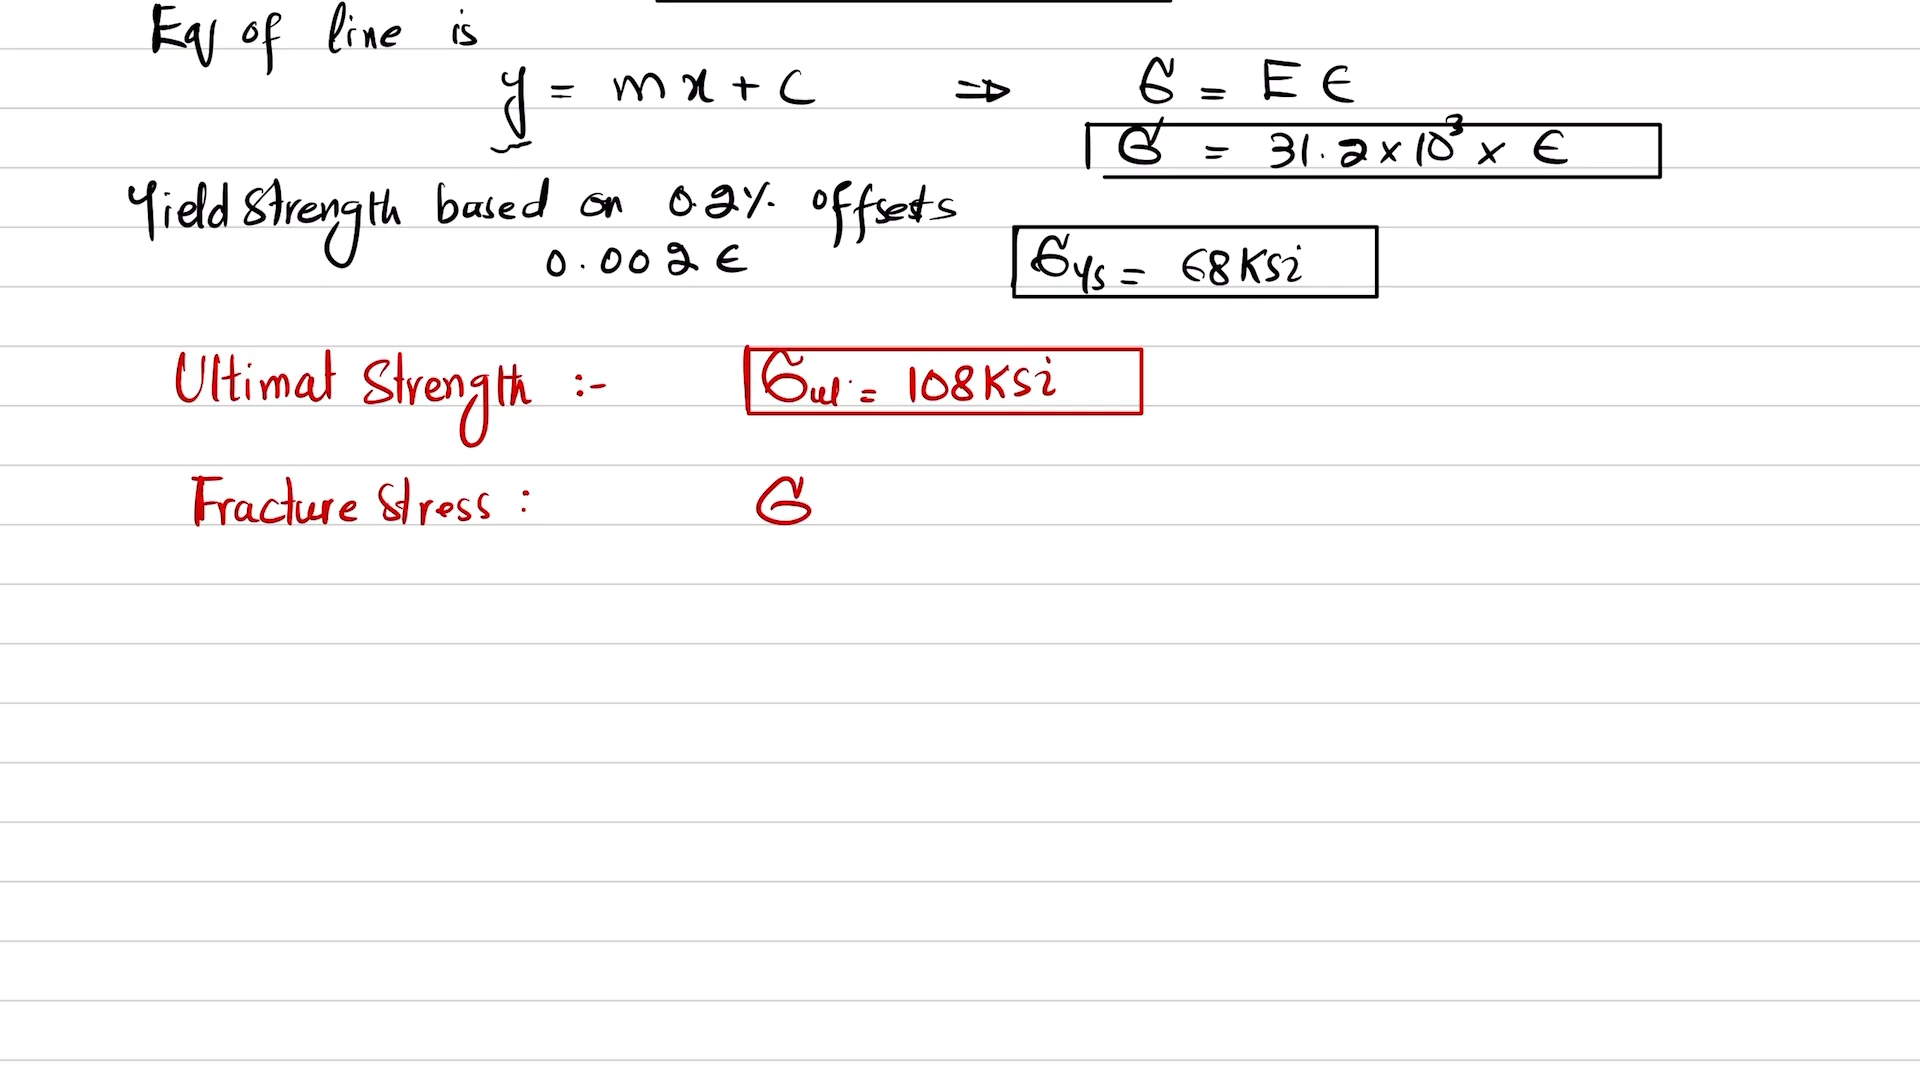 Eq of line is
y = mx + c ⇒ σ = E ε
σ = 31.2 × 10³ × ε
Yield Strength based on 0.2% offsets
0.002 ε σys = 68 Ksi
Ultimat Strength :- σul = 108 Ksi
Fracture Stress : σ